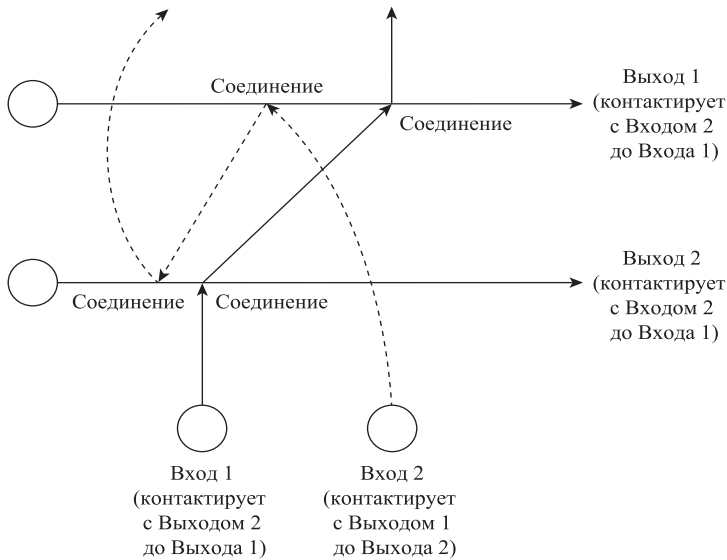 Соединение
Соединение
Выход 1
(контактирует
с Входом 2
до Входа 1)
Соединение
Соединение
Выход 2
(контактирует
с Входом 2
до Входа 1)
Вход 1
(контактирует
с Выходом 2
до Выхода 1)
Вход 2
(контактирует
с Выходом 1
до Выхода 2)